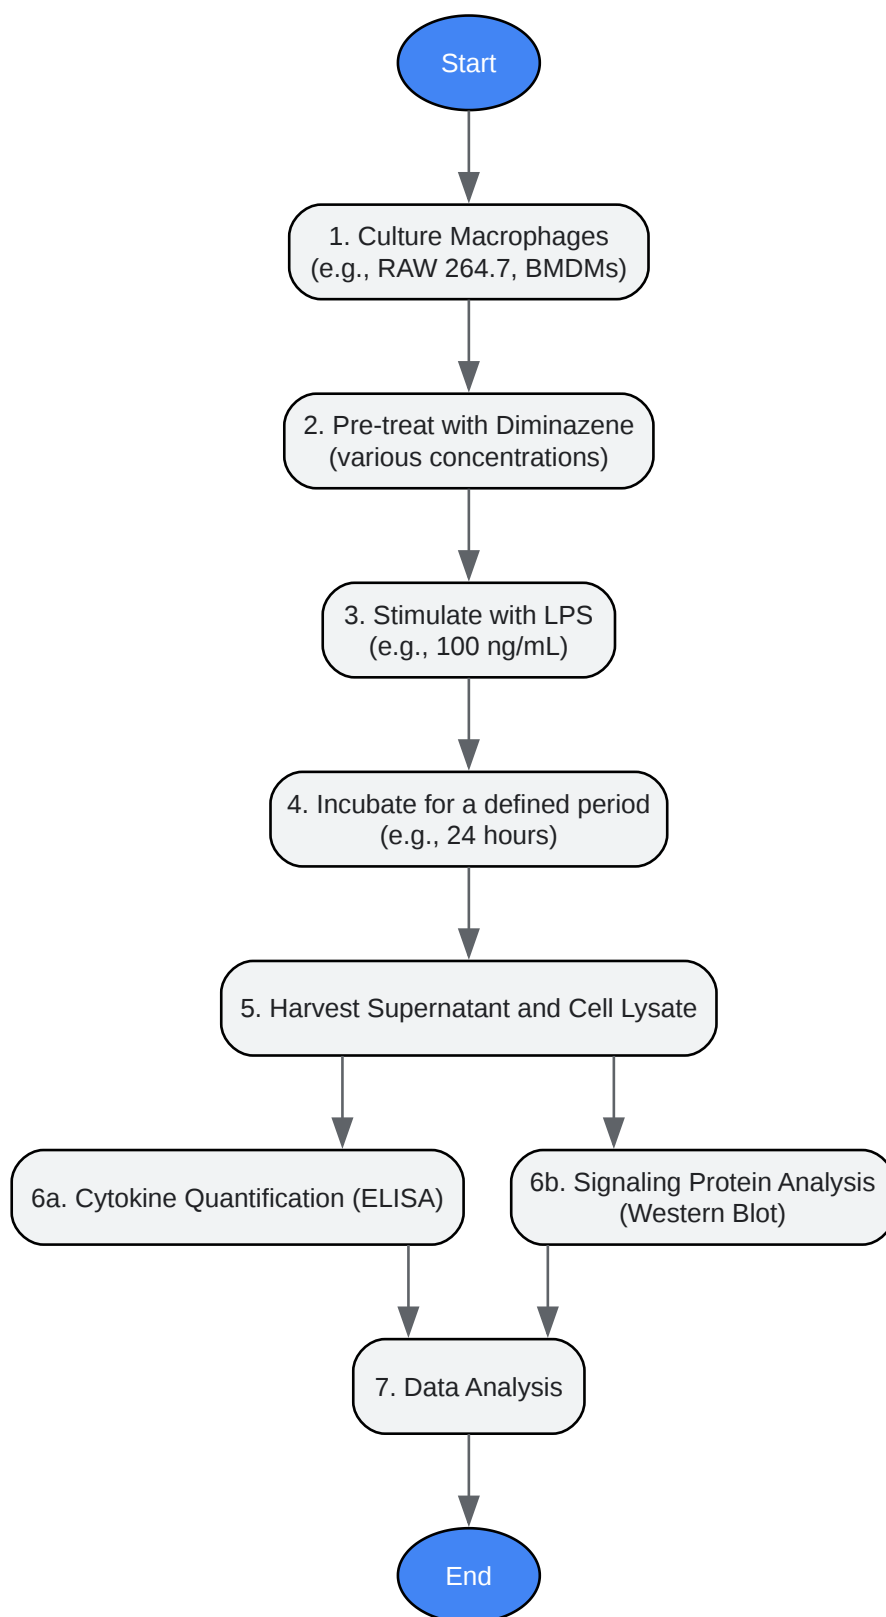 Start
1. Culture Macrophages
(e.g., RAW 264.7, BMDMs)
2. Pre-treat with Diminazene
(various concentrations)
3. Stimulate with LPS
(e.g., 100 ng/mL)
4. Incubate for a defined period
(e.g., 24 hours)
5. Harvest Supernatant and Cell Lysate
6a. Cytokine Quantification (ELISA)
6b. Signaling Protein Analysis
(Western Blot)
7. Data Analysis
End